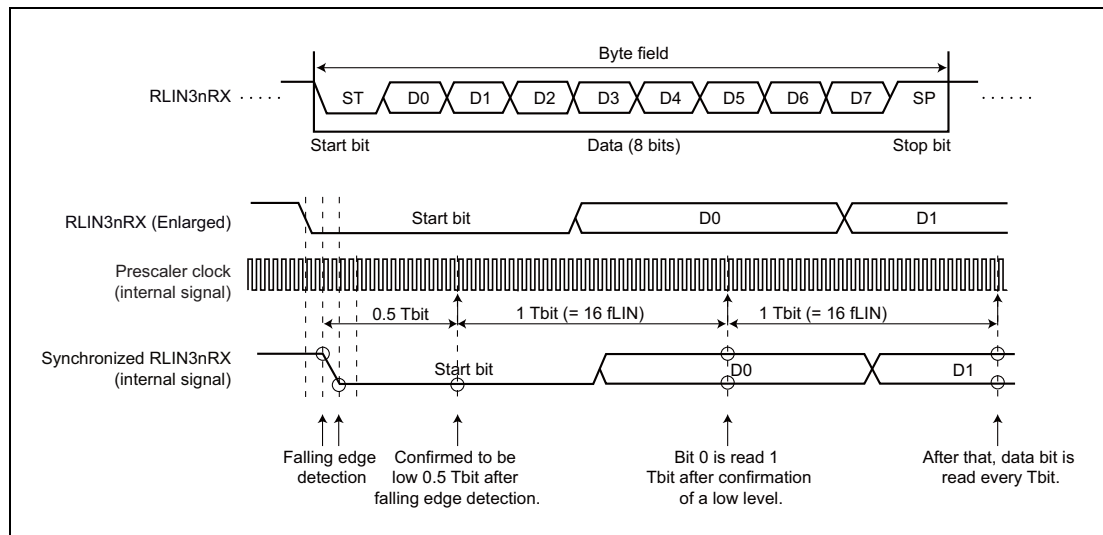 Byte field
RLIN3nRX
ST D0 D1 D2 D3 D4 D5 D6 D7 SP
Start bit Data (8 bits) Stop bit
RLIN3nRX (Enlarged)
Start bit D0 D1
Prescaler clock
(internal signal)
0.5 Tbit 1 Tbit (= 16 fLIN) 1 Tbit (= 16 fLIN)
Synchronized RLIN3nRX
(internal signal)
Start bit D0 D1
Falling edge
detection
Confirmed to be
low 0.5 Tbit after
falling edge detection.
Bit 0 is read 1
Tbit after confirmation
of a low level.
After that, data bit is
read every Tbit.